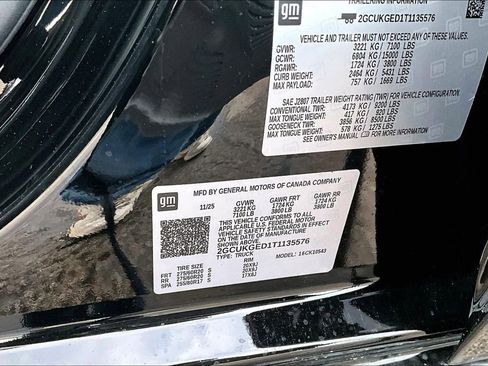 gm
TRAILERING INFORMATION
2GCUKGED1T1135576
VEHICLE AND TRAILER MUST NOT EXCEED ANY OF THESE VALUES
GVWR: 3221 KG / 7100 LBS
GCWR: 6804 KG / 15000 LBS
RGAWR: 1724 KG / 3800 LBS
CURB WEIGHT: 2464 KG / 5431 LBS
MAX PAYLOAD: 757 KG / 1669 LBS
SAE J2807 TRAILER WEIGHT RATING (TWR) FOR VEHICLE CONFIGURATION
CONVENTIONAL TWR: 4173 KG / 9200 LBS
MAX TONGUE WEIGHT: 417 KG / 920 LBS
GOOSENECK TWR: 3856 KG / 8500 LBS
MAX TONGUE WEIGHT: 578 KG / 1275 LBS
SEE OWNER'S MANUAL
gm
MFD BY GENERAL MOTORS OF CANADA COMPANY
11/25 GVWR GAWR FRT GAWR RR
3221 KG 1724 KG 1724 KG
7100 LB 3800 LB 3800 LB
THIS VEHICLE CONFORMS TO ALL
APPLICABLE U.S. FEDERAL MOTOR
VEHICLE SAFETY STANDARDS IN
EFFECT ON THE DATE OF
MANUFACTURE SHOWN ABOVE.
2GCUKGED1T1135576
TYPE: TRUCK MODEL: 1
TIRE SIZE RIM
FRT 275/60R20 S 20X9J
RR 275/60R20 S 20X9J
SPA 255/80R17 S 17X8J